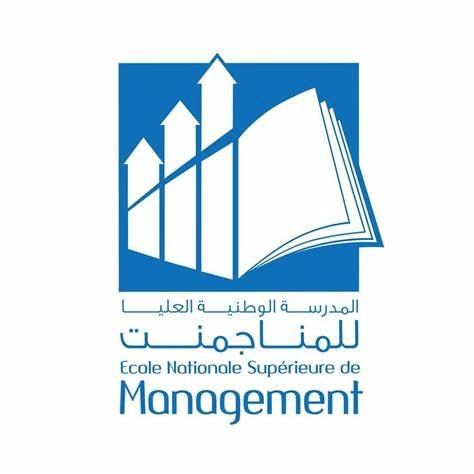 المدرسة الوطنية العليا
للمناجمنت
Ecole Nationale Supérieure de
Management